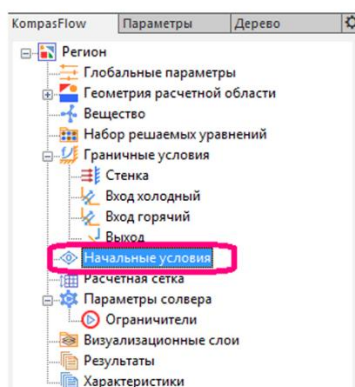 KompasFlow Параметры Дерево
Регион
Глобальные параметры
Геометрия расчетной области
Вещество
Набор решаемых уравнений
Граничные условия
Стенка
Вход холодный
Вход горячий
Выход
Начальные условия
Расчетная сетка
Параметры солвера
Ограничители
Визуализационные слои
Результаты
Характеристики